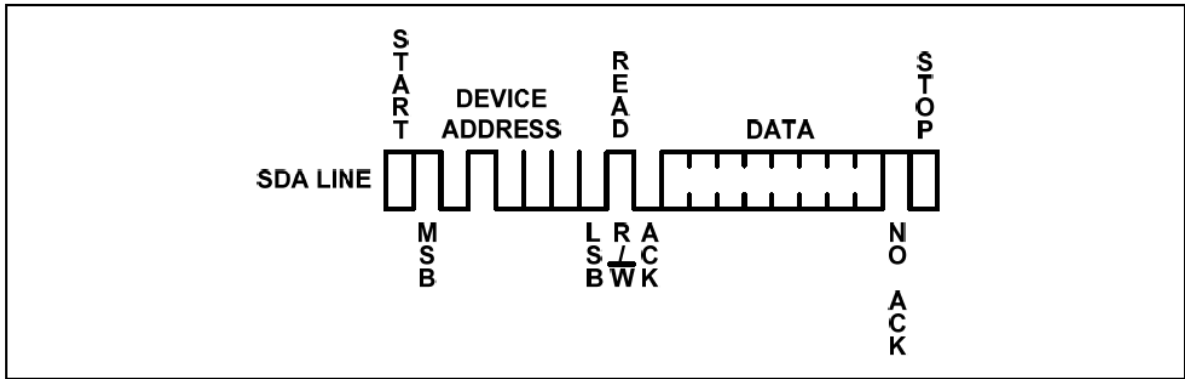 START
DEVICE
ADDRESS
READ
DATA
STOP
SDA LINE
MSB
LSB
R/W
ACK
NO ACK